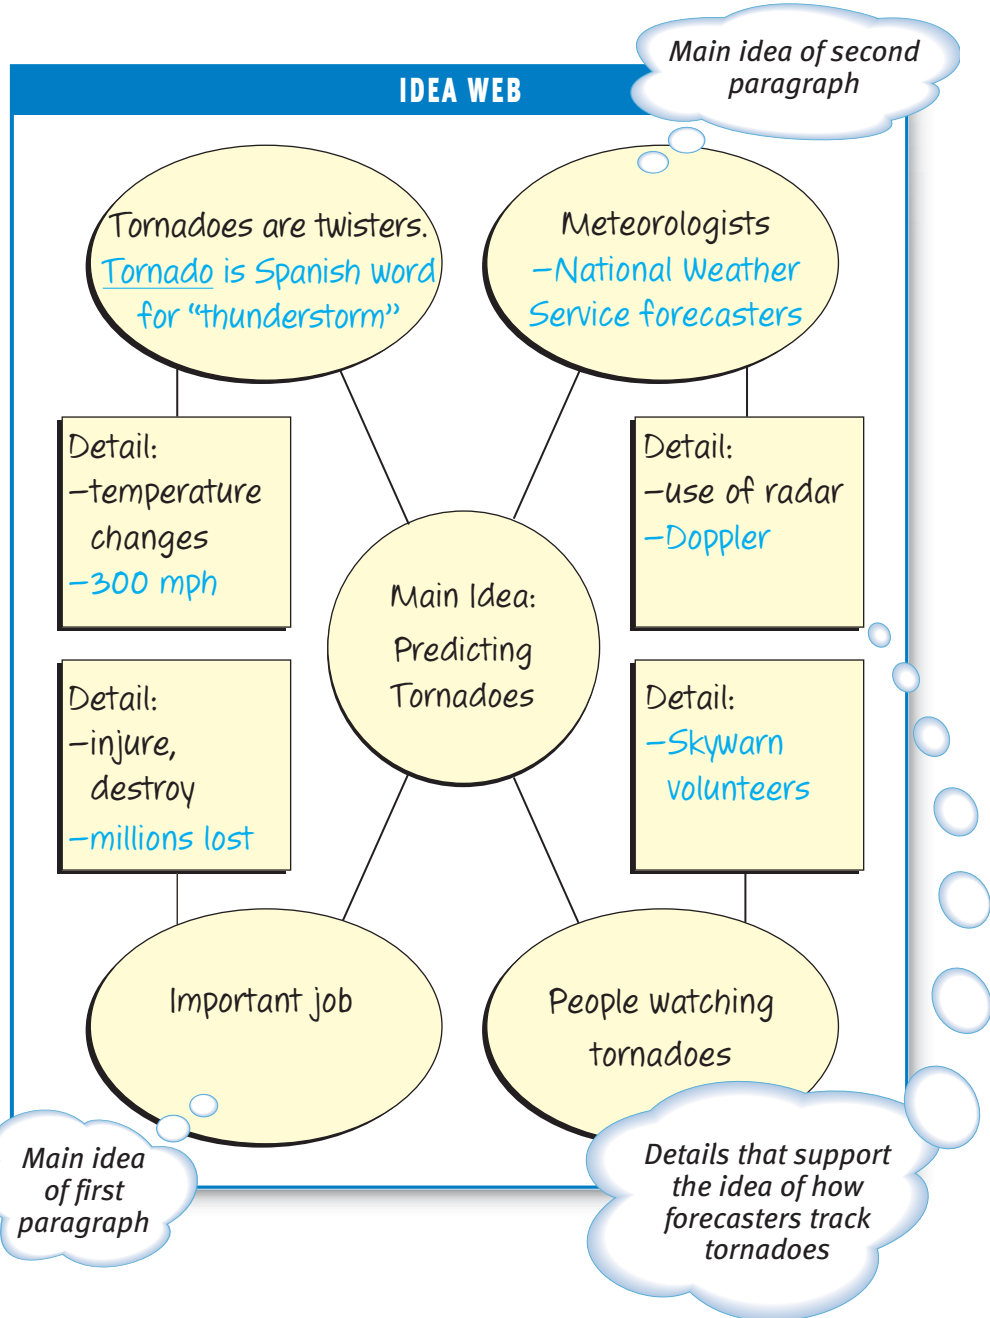 Main idea of second
paragraph
IDEA WEB
Tornadoes are twisters.
Tornado is Spanish word
for “thunderstorm”
Meteorologists
–National Weather
Service forecasters
Detail:
–temperature
changes
–300 mph
Detail:
–use of radar
–Doppler
Main Idea:
Predicting
Tornadoes
Detail:
–injure,
destroy
–millions lost
Detail:
–Skywarn
volunteers
Important job
People watching
tornadoes
Main idea
of first
paragraph
Details that support
the idea of how
forecasters track
tornadoes